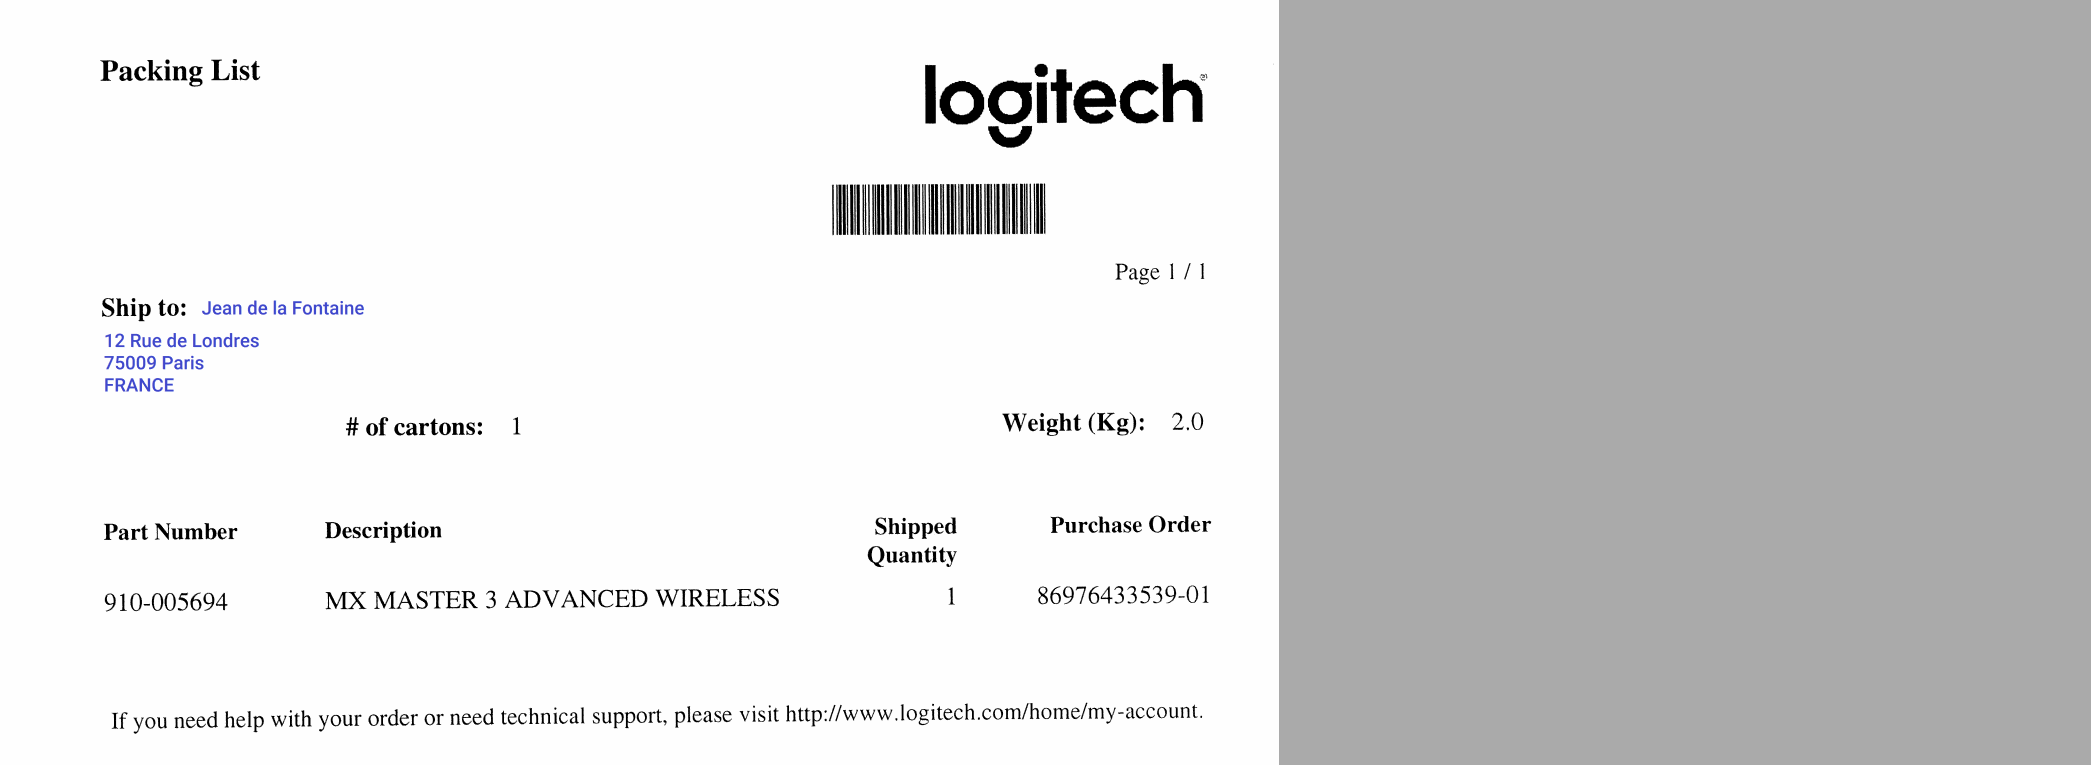 Packing List
logitech®
Page 1 / 1
Ship to: Jean de la Fontaine
12 Rue de Londres
75009 Paris
FRANCE
# of cartons: 1 Weight (Kg): 2.0
Part Number Description Shipped Quantity Purchase Order
910-005694 MX MASTER 3 ADVANCED WIRELESS 1 86976433539-01
If you need help with your order or need technical support, please visit http://www.logitech.com/home/my-account.